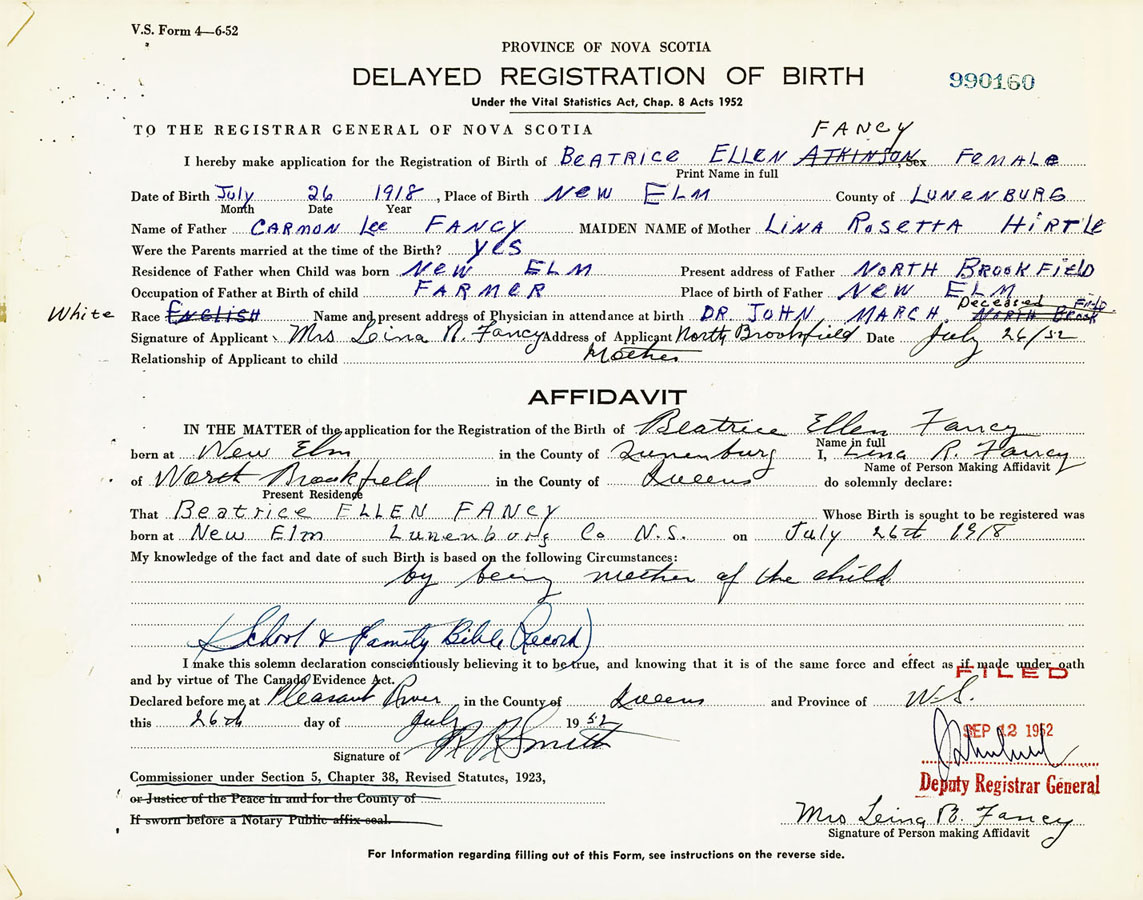 V.S. Form 4—6-52
PROVINCE OF NOVA SCOTIA
DELAYED REGISTRATION OF BIRTH
990160
Under the Vital Statistics Act, Chap. 8 Acts 1952
TO THE REGISTRAR GENERAL OF NOVA SCOTIA
FANCY
I hereby make application for the Registration of Birth of BEATRICE ELLEN ATKINSON, Sex FEMALE
Print Name in full
Date of Birth July 26 1918, Place of Birth NEW ELM County of LUNENBURG
Month Date Year
Name of Father CARMON Lee FANCY MAIDEN NAME of Mother LINA ROSETTA HIRTLE
Were the Parents married at the time of the Birth? YES
Residence of Father when Child was born NEW ELM Present address of Father NORTH BROOKFIELD
Occupation of Father at Birth of child FARMER Place of birth of Father NEW ELM
Deceased FIELD
White Race ENGLISH Name and present address of Physician in attendance at birth DR. JOHN MARCH. NORTH BROOK
Signature of Applicant Mrs Leina R. Fancy Address of Applicant North Brookfield Date July 26/52
Relationship of Applicant to child Mother
AFFIDAVIT
IN THE MATTER of the application for the Registration of the Birth of Beatrice Ellen Fancy
Name in full
born at New Elm in the County of Lunenburg I, Lina R. Fancy
Name of Person Making Affidavit
of North Brookfield in the County of Queens do solemnly declare:
Present Residence
That Beatrice ELLEN FANCY Whose Birth is sought to be registered was
born at New Elm Lunenburg Co N.S. on July 26th 1918
My knowledge of the fact and date of such Birth is based on the following Circumstances:
by being mother of the child
(School & Family Bible Record)
I make this solemn declaration conscientiously believing it to be true, and knowing that it is of the same force and effect as if made under oath
and by virtue of The Canada Evidence Act.
FILED
Declared before me at Pleasant River in the County of Queens and Province of N.S.
this 26th day of July 1952
SEP 12 1952
Signature of R R Smith
Commissioner under Section 5, Chapter 38, Revised Statutes, 1923,
Deputy Registrar General
or Justice of the Peace in and for the County of
If sworn before a Notary Public affix seal.
Mrs Leina R. Fancy
Signature of Person making Affidavit
For Information regarding filling out of this Form, see instructions on the reverse side.